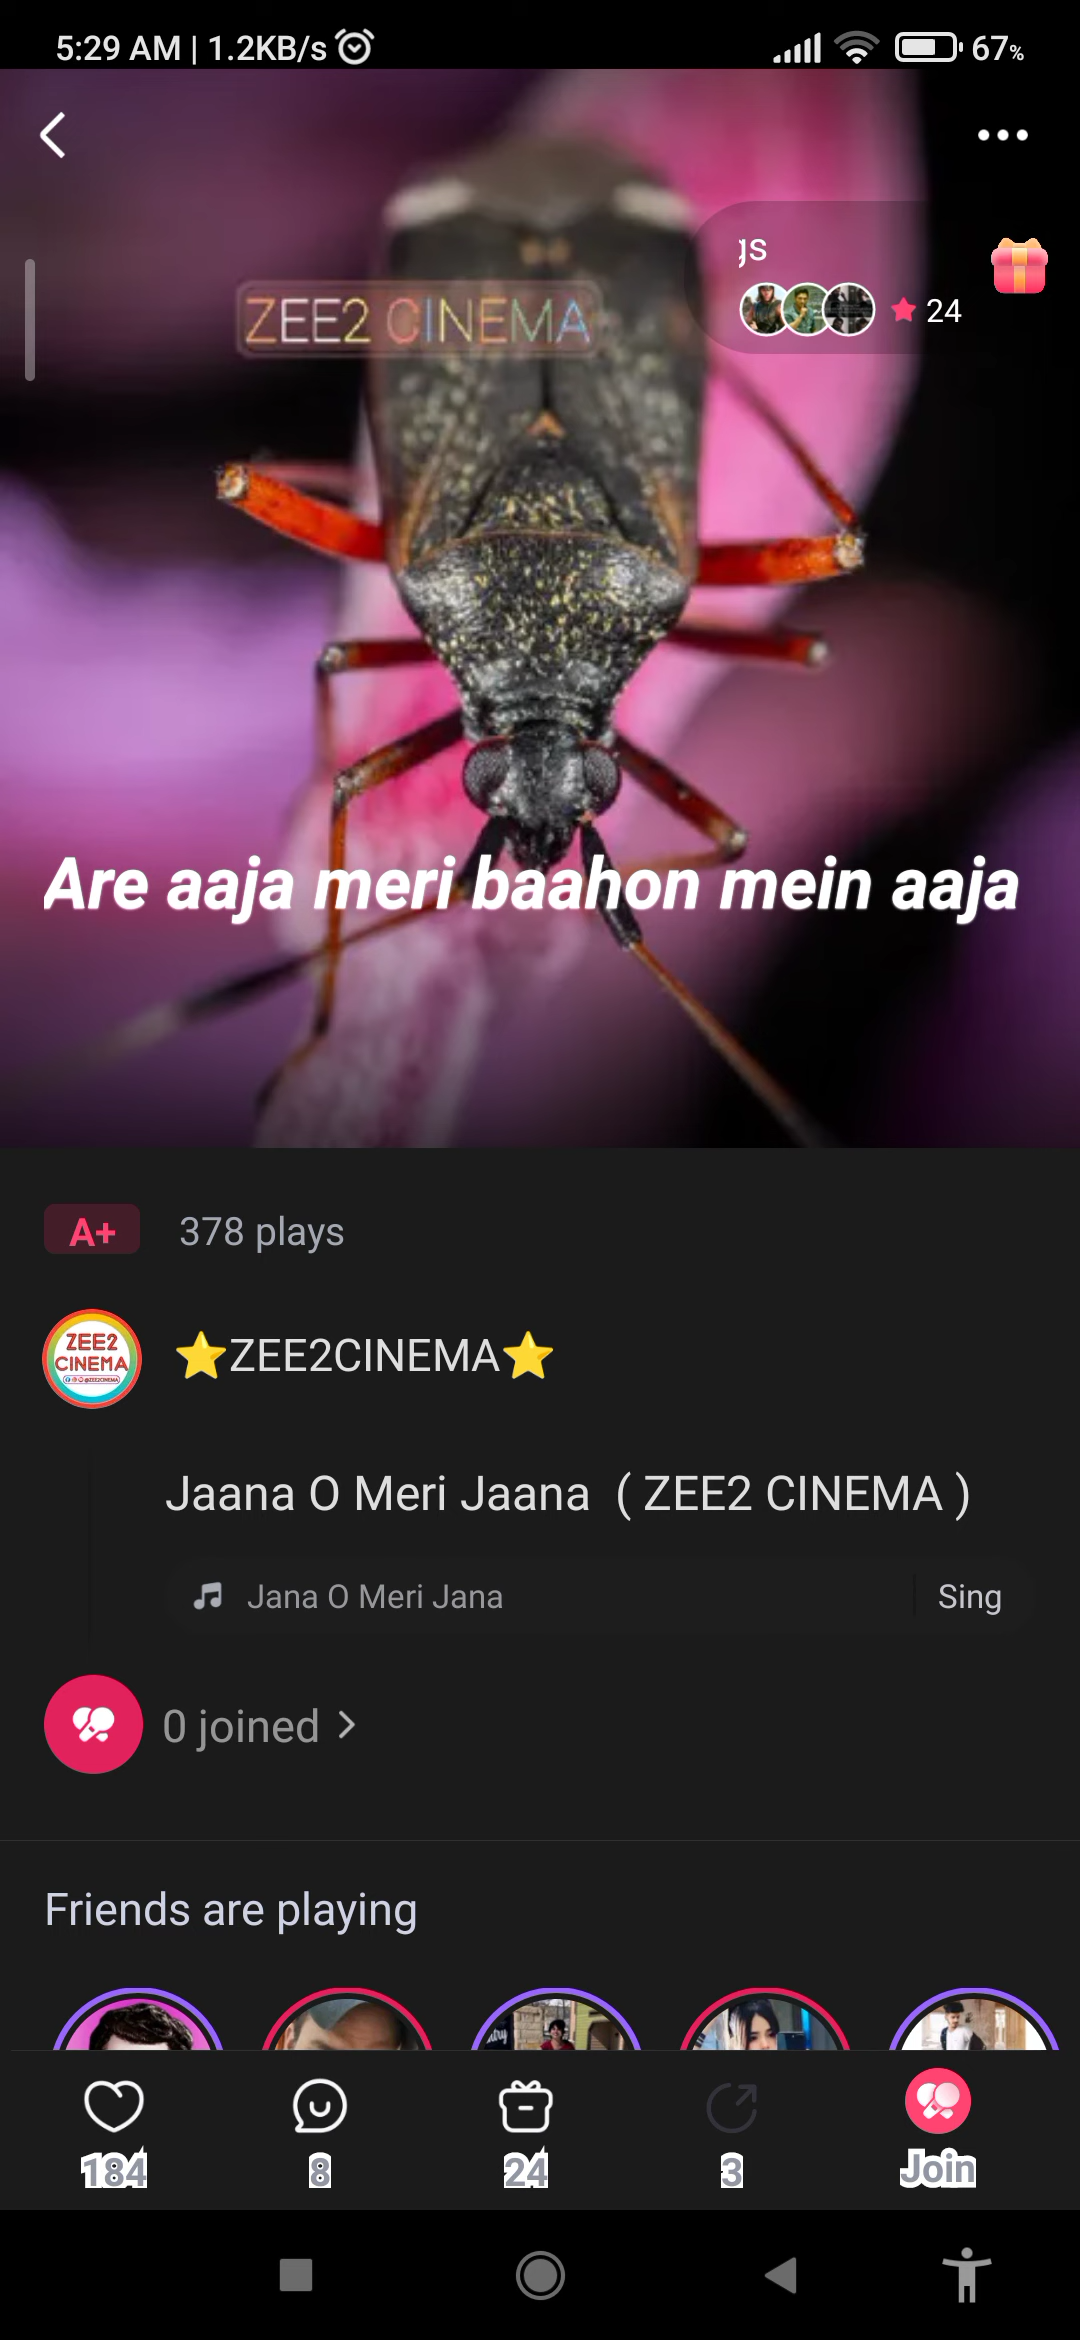 5:29 AM | 1.2KB/s
67%
gs
ZEE2 CINEMA
24
Are aaja meri baahon mein aaja
A+
378 plays
ZEE2
CINEMA
@ZEE2CINEMA
⭐ZEE2CINEMA⭐
Jaana O Meri Jaana ( ZEE2 CINEMA )
Jana O Meri Jana
Sing
0 joined >
Friends are playing
184
8
24
3
Join